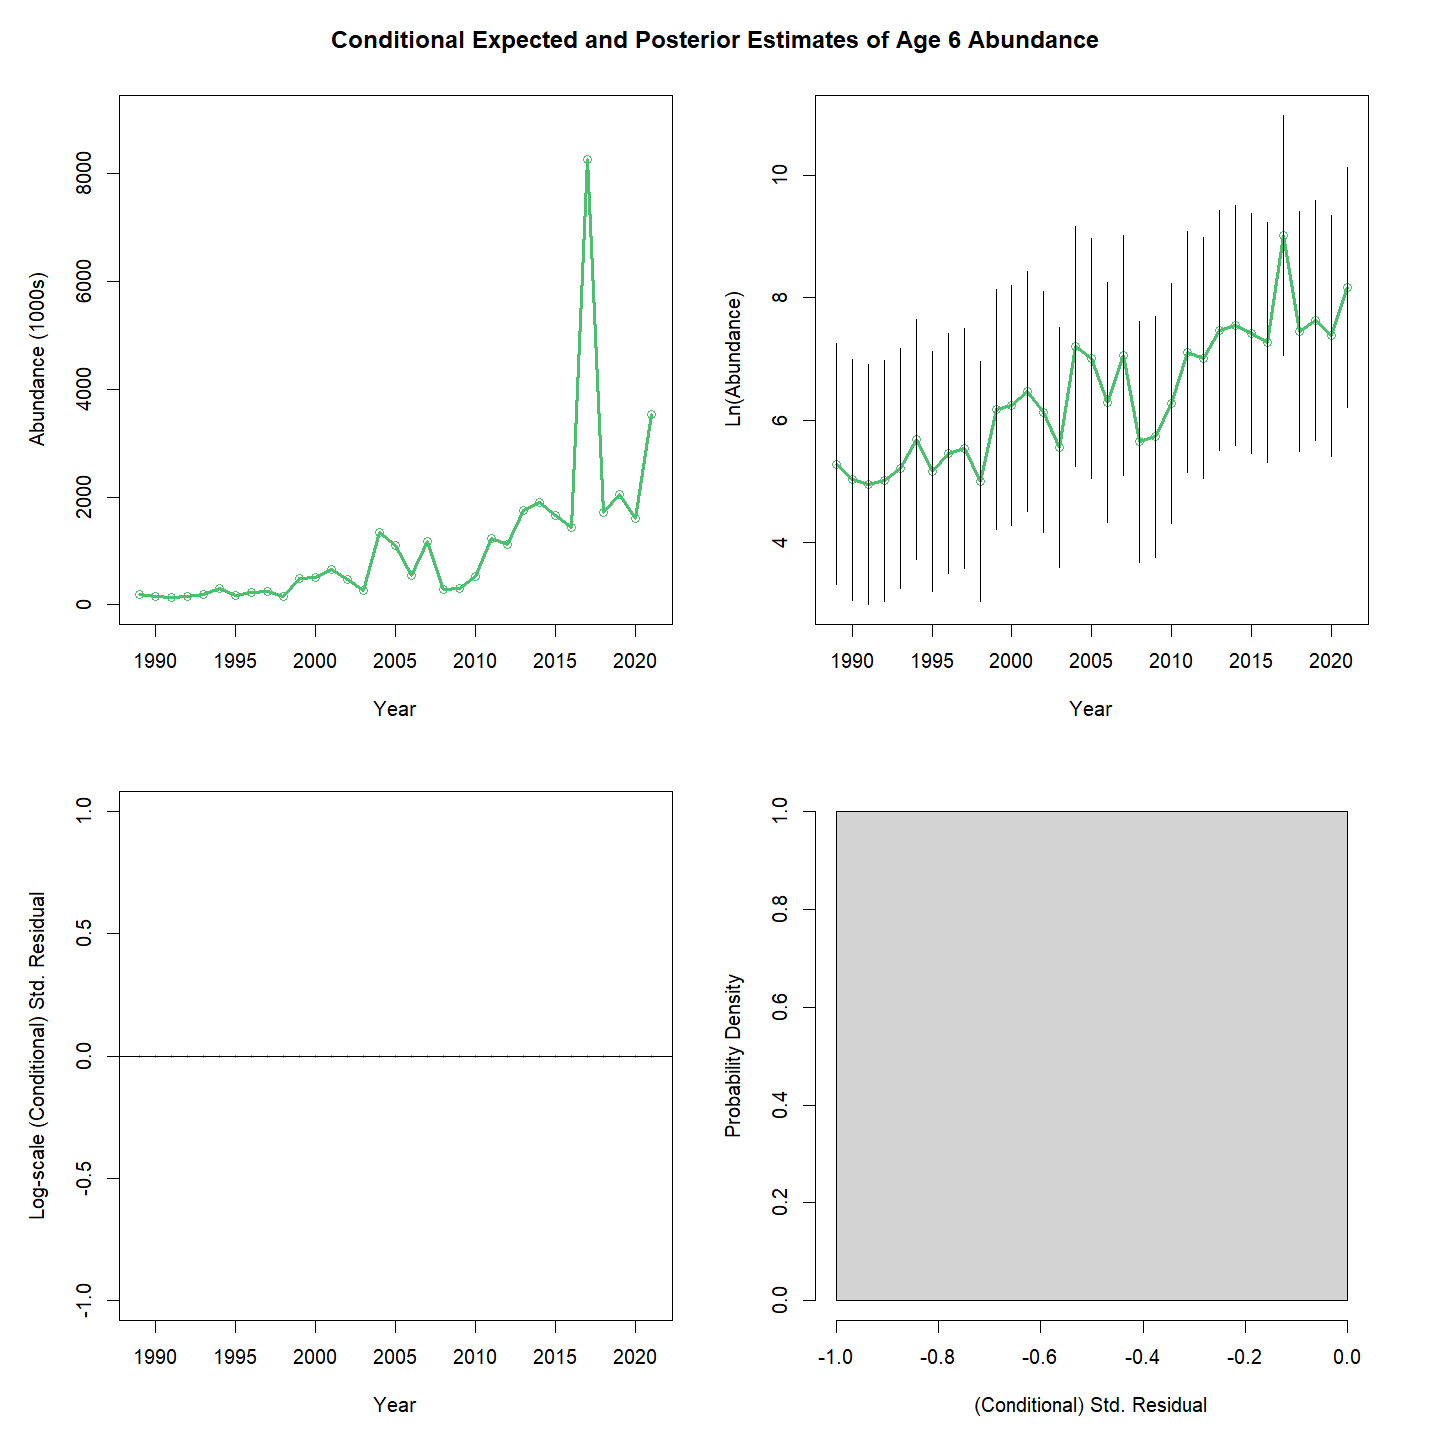 Conditional Expected and Posterior Estimates of Age 6 Abundance
Abundance (1000s)
8000
6000
4000
2000
0
1990 1995 2000 2005 2010 2015 2020
Year
Ln(Abundance)
10
8
6
4
1990 1995 2000 2005 2010 2015 2020
Year
Log-scale (Conditional) Std. Residual
1.0
0.5
0.0
-0.5
-1.0
1990 1995 2000 2005 2010 2015 2020
Year
Probability Density
1.0
0.8
0.6
0.4
0.2
0.0
-1.0 -0.8 -0.6 -0.4 -0.2 0.0
(Conditional) Std. Residual